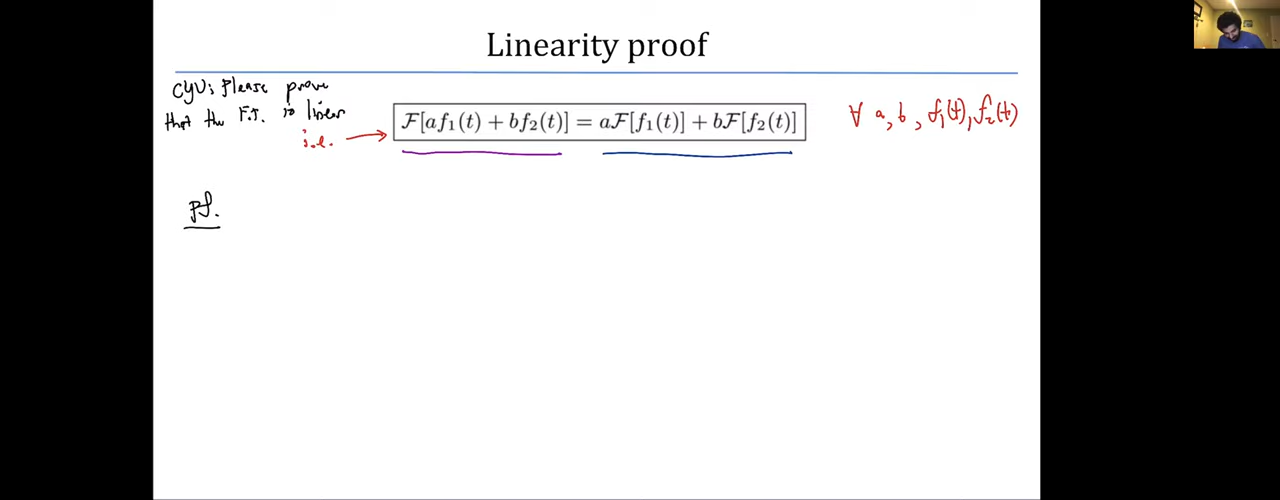 Linearity proof
CYU: Please prove
that the F.T. is linear
i.e.
F[af₁(t) + bf₂(t)] = aF[f₁(t)] + bF[f₂(t)]
∀ a, b, f₁(t), f₂(t)
Pf.